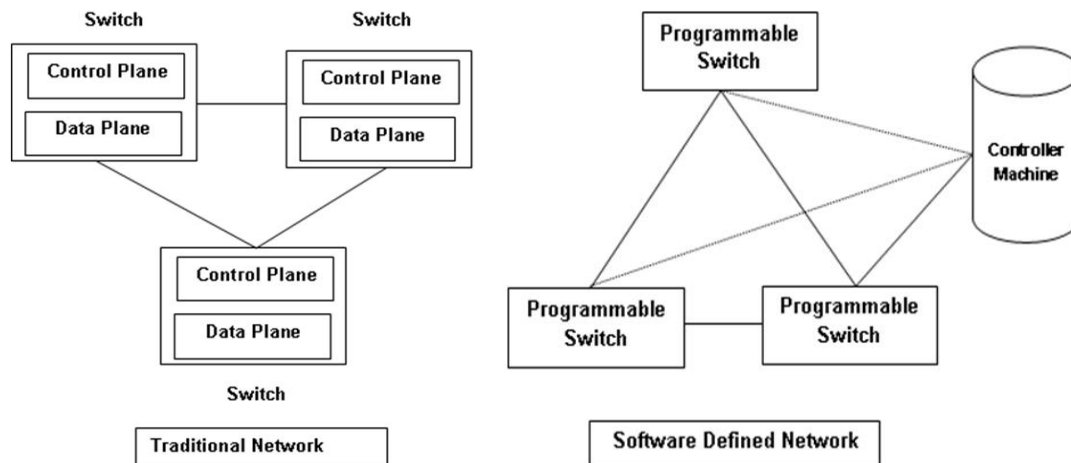 Switch
Switch
Control Plane
Data Plane
Control Plane
Data Plane
Control Plane
Data Plane
Switch
Traditional Network
Programmable
Switch
Controller
Machine
Programmable
Switch
Programmable
Switch
Software Defined Network